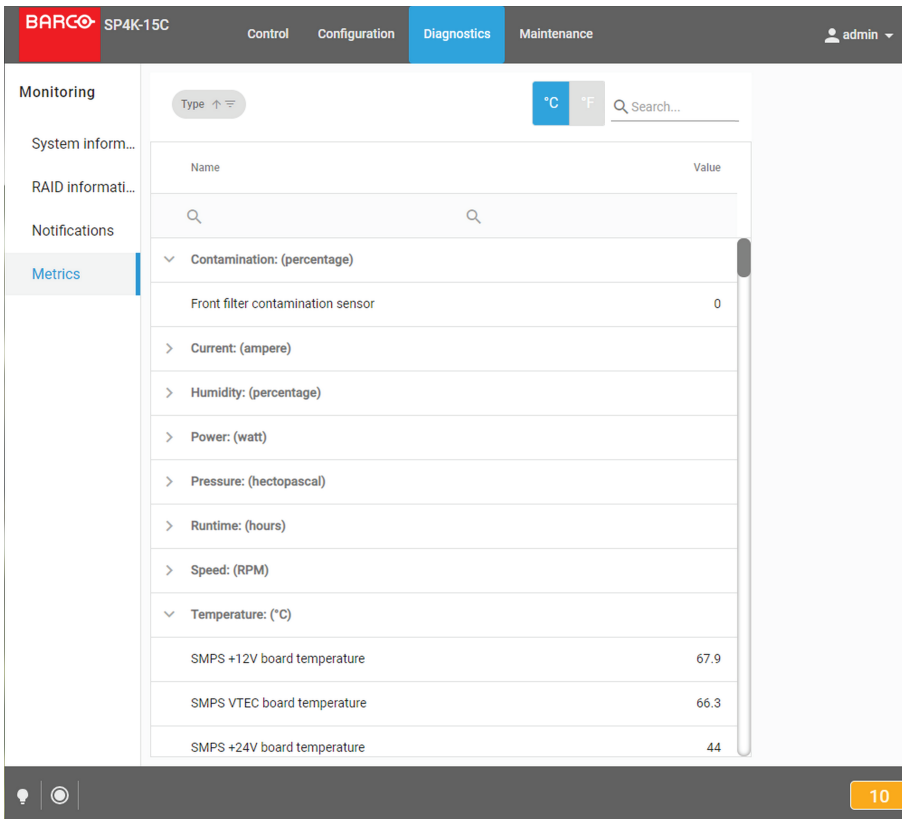 BARCO SP4K-15C
Control Configuration Diagnostics Maintenance admin
Monitoring
System inform...
RAID informati...
Notifications
Metrics
Type
°C °F Search...
Name Value
Contamination: (percentage)
Front filter contamination sensor 0
Current: (ampere)
Humidity: (percentage)
Power: (watt)
Pressure: (hectopascal)
Runtime: (hours)
Speed: (RPM)
Temperature: (°C)
SMPS +12V board temperature 67.9
SMPS VTEC board temperature 66.3
SMPS +24V board temperature 44
10